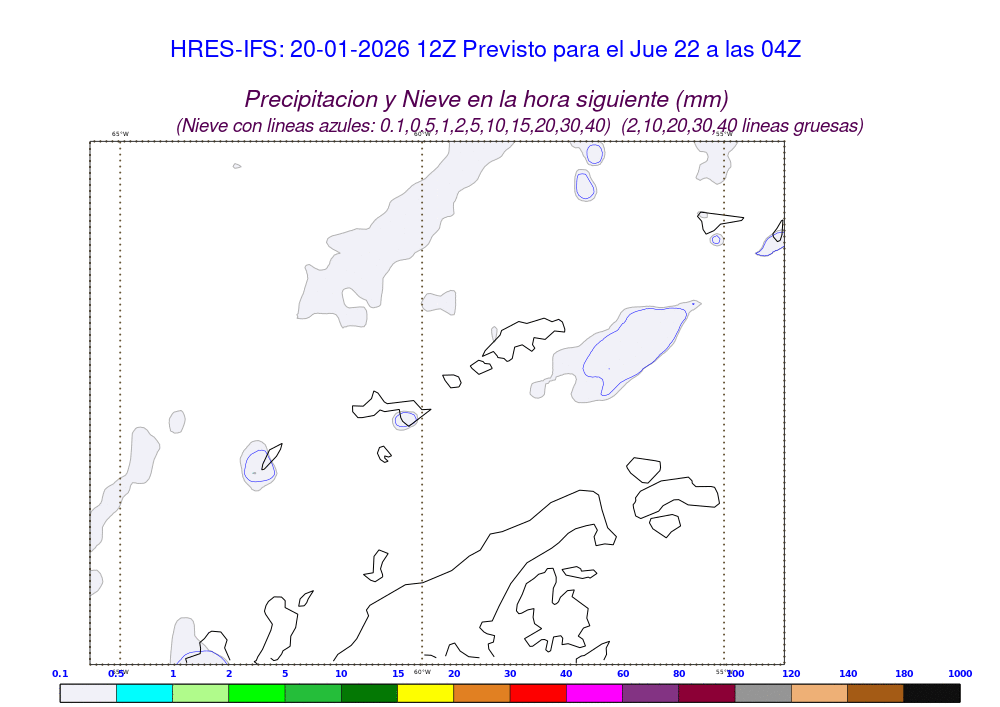 HRES-IFS: 20-01-2026 12Z Previsto para el Jue 22 a las 04Z
Precipitacion y Nieve en la hora siguiente (mm)
(Nieve con lineas azules: 0.1,0.5,1,2,5,10,15,20,30,40)  (2,10,20,30,40 lineas gruesas)
65°W 60°W 55°W
65°W 60°W 55°W
0.1 0.5 1 2 5 10 15 20 30 40 60 80 100 120 140 180 1000